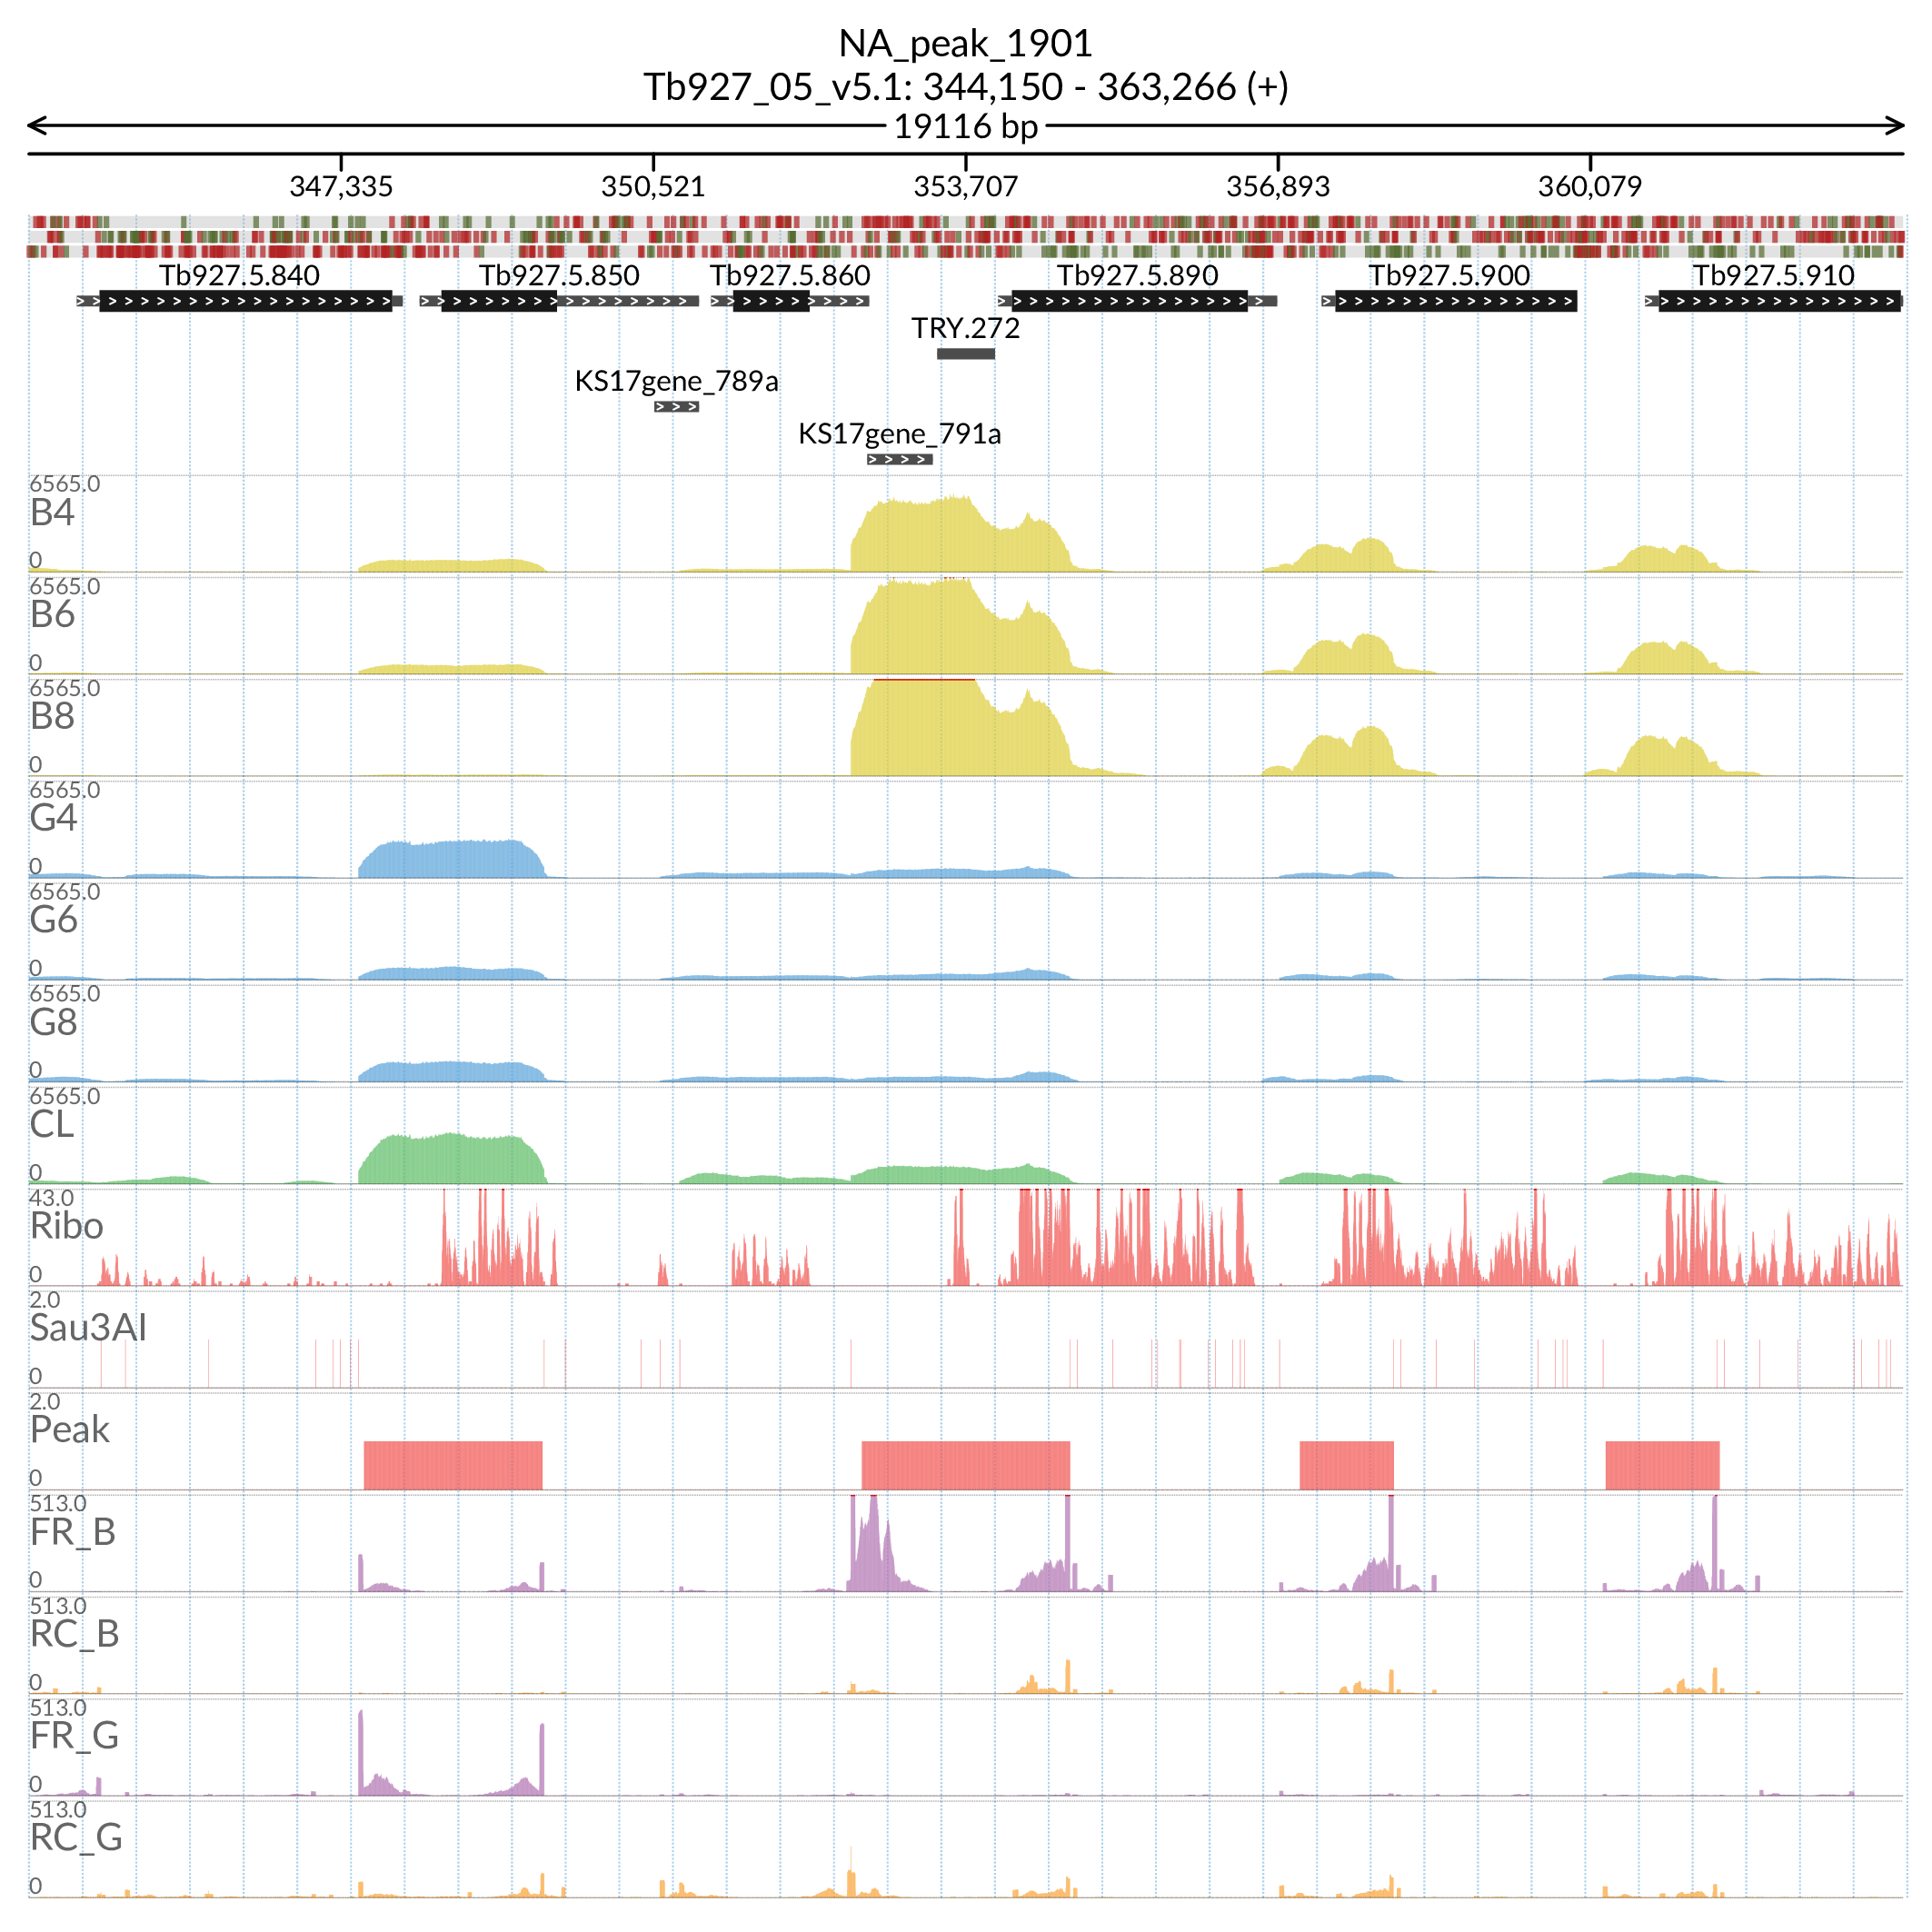 NA_peak_1901
Tb927_05_v5.1: 344,150 - 363,266 (+)
19116 bp
347,335 350,521 353,707 356,893 360,079
Tb927.5.840 Tb927.5.850 Tb927.5.860 Tb927.5.890 Tb927.5.900 Tb927.5.910
TRY.272
KS17gene_789a
KS17gene_791a
6565.0
B4
0
6565.0
B6
0
6565.0
B8
0
6565.0
G4
0
6565.0
G6
0
6565.0
G8
0
6565.0
CL
0
43.0
Ribo
0
2.0
Sau3AI
0
2.0
Peak
0
513.0
FR_B
0
513.0
RC_B
0
513.0
FR_G
0
513.0
RC_G
0